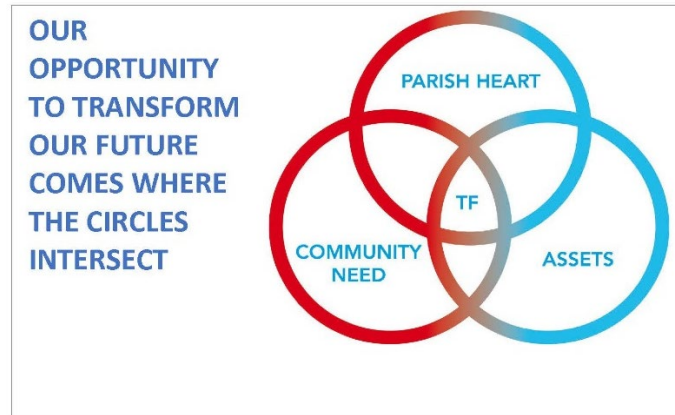 OUR
OPPORTUNITY
TO TRANSFORM
OUR FUTURE
COMES WHERE
THE CIRCLES
INTERSECT
PARISH HEART
TF
COMMUNITY
NEED
ASSETS